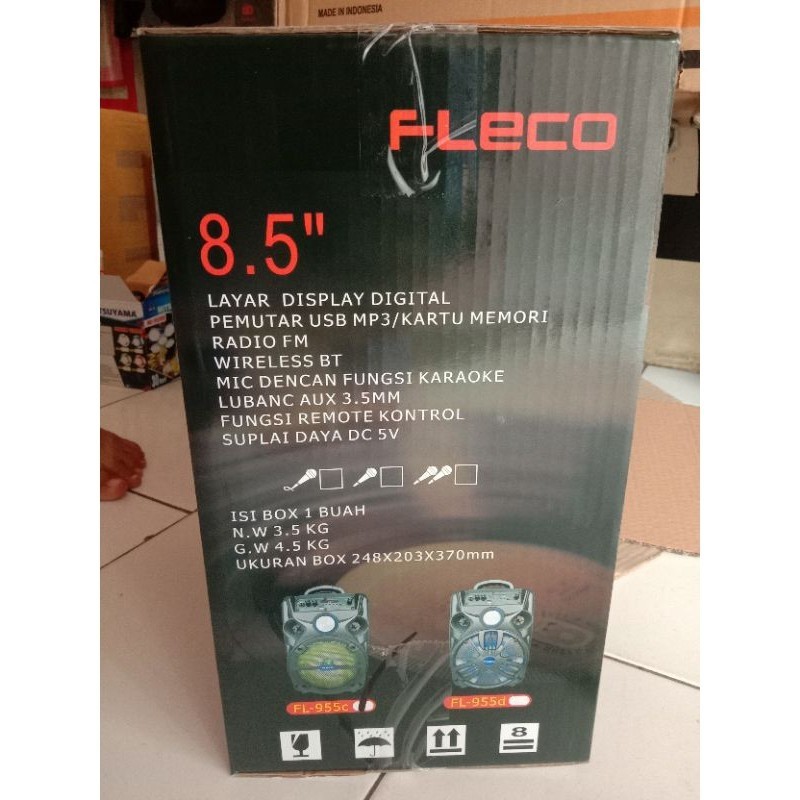 MADE IN INDONESIA
FLeco
8.5"
LAYAR DISPLAY DIGITAL
PEMUTAR USB MP3/KARTU MEMORI
RADIO FM
WIRELESS BT
MIC DENCAN FUNGSI KARAOKE
LUBANC AUX 3.5MM
FUNGSI REMOTE KONTROL
SUPLAI DAYA DC 5V
ISI BOX 1 BUAH
N.W 3.5 KG
G.W 4.5 KG
UKURAN BOX 248X203X370mm
FL-955c FL-955d
8